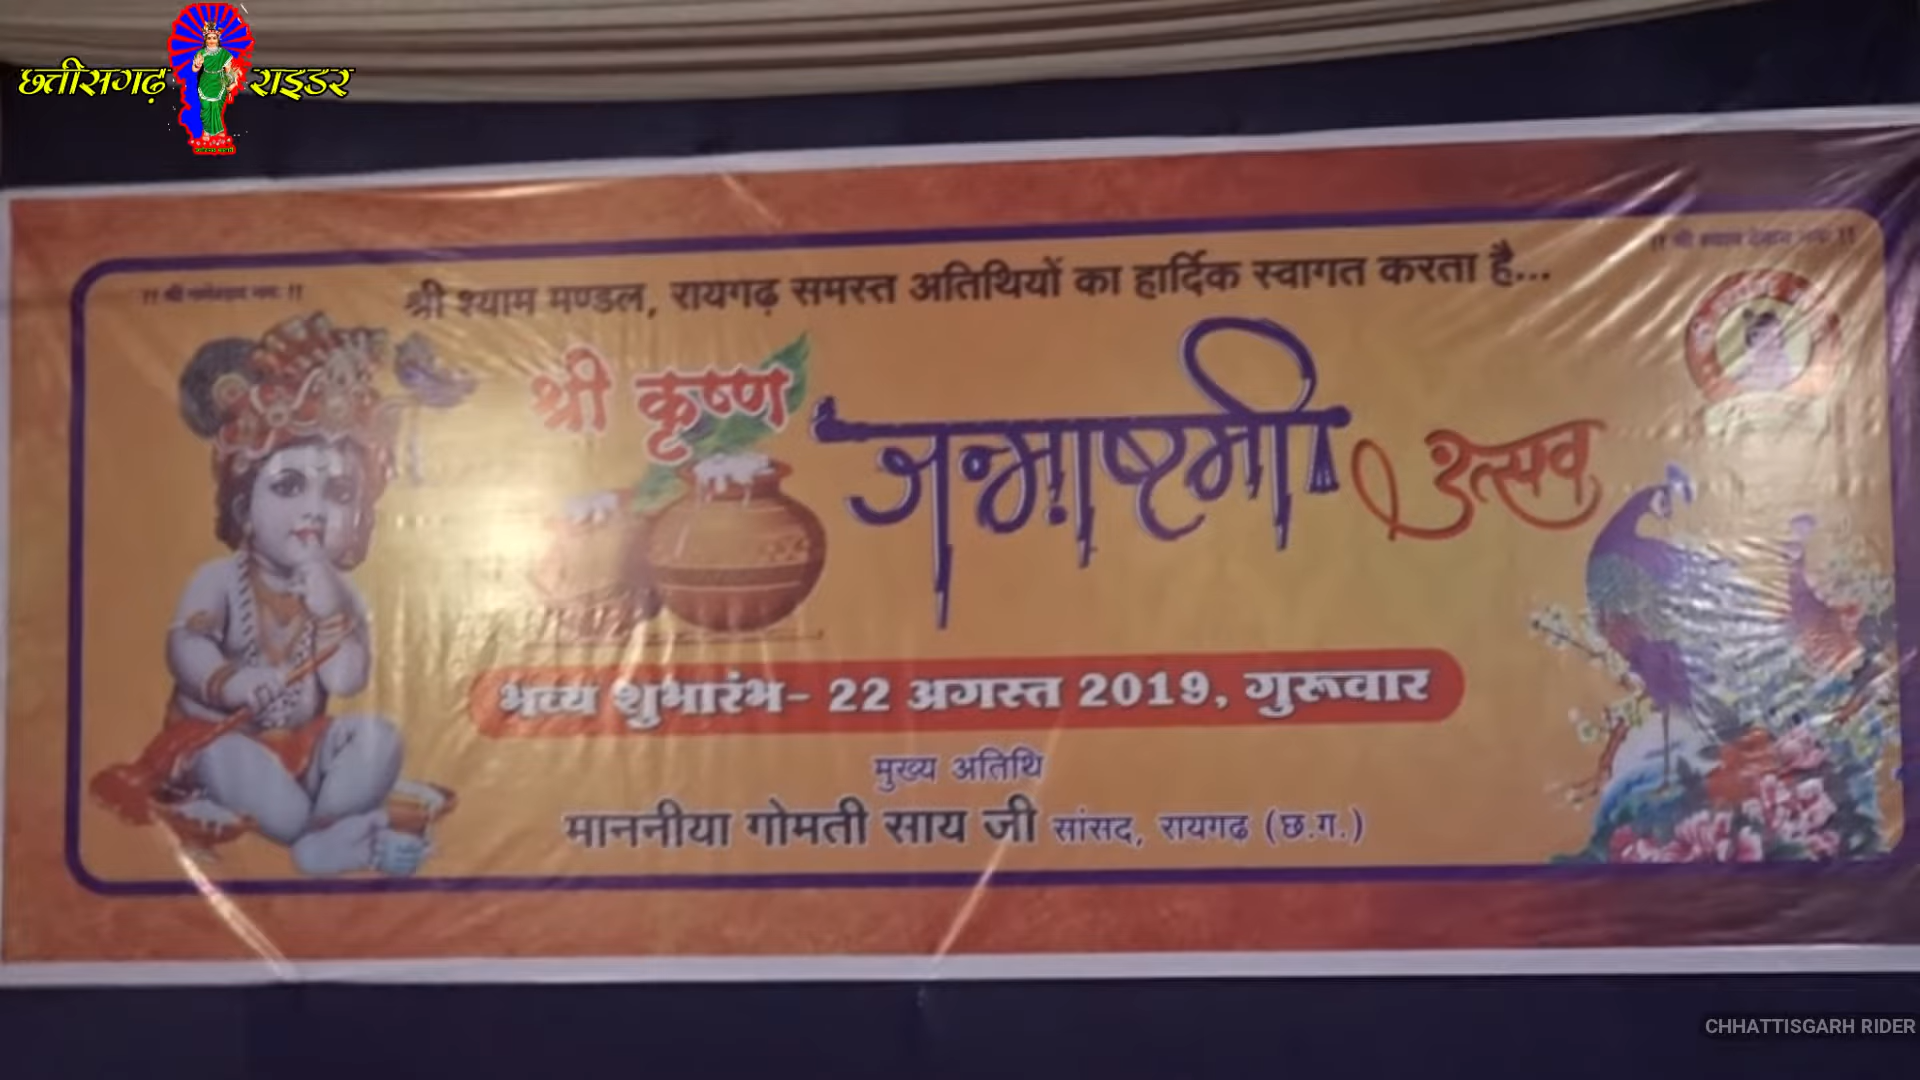 छत्तीसगढ़ राइडर
श्री श्याम मण्डल, रायगढ़ समस्त अतिथियों का हार्दिक स्वागत करता है...
श्री कृष्ण
जन्माष्टमी उत्सव
भव्य शुभारंभ- 22 अगस्त 2019, गुरूवार
मुख्य अतिथि
माननीया गोमती साय जी सांसद, रायगढ (छ.ग.)
CHHATTISGARH RIDER